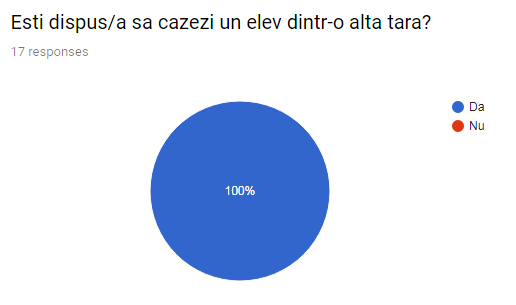 Esti dispus/a sa cazezi un elev dintr-o alta tara?
17 responses
Da
Nu
100%